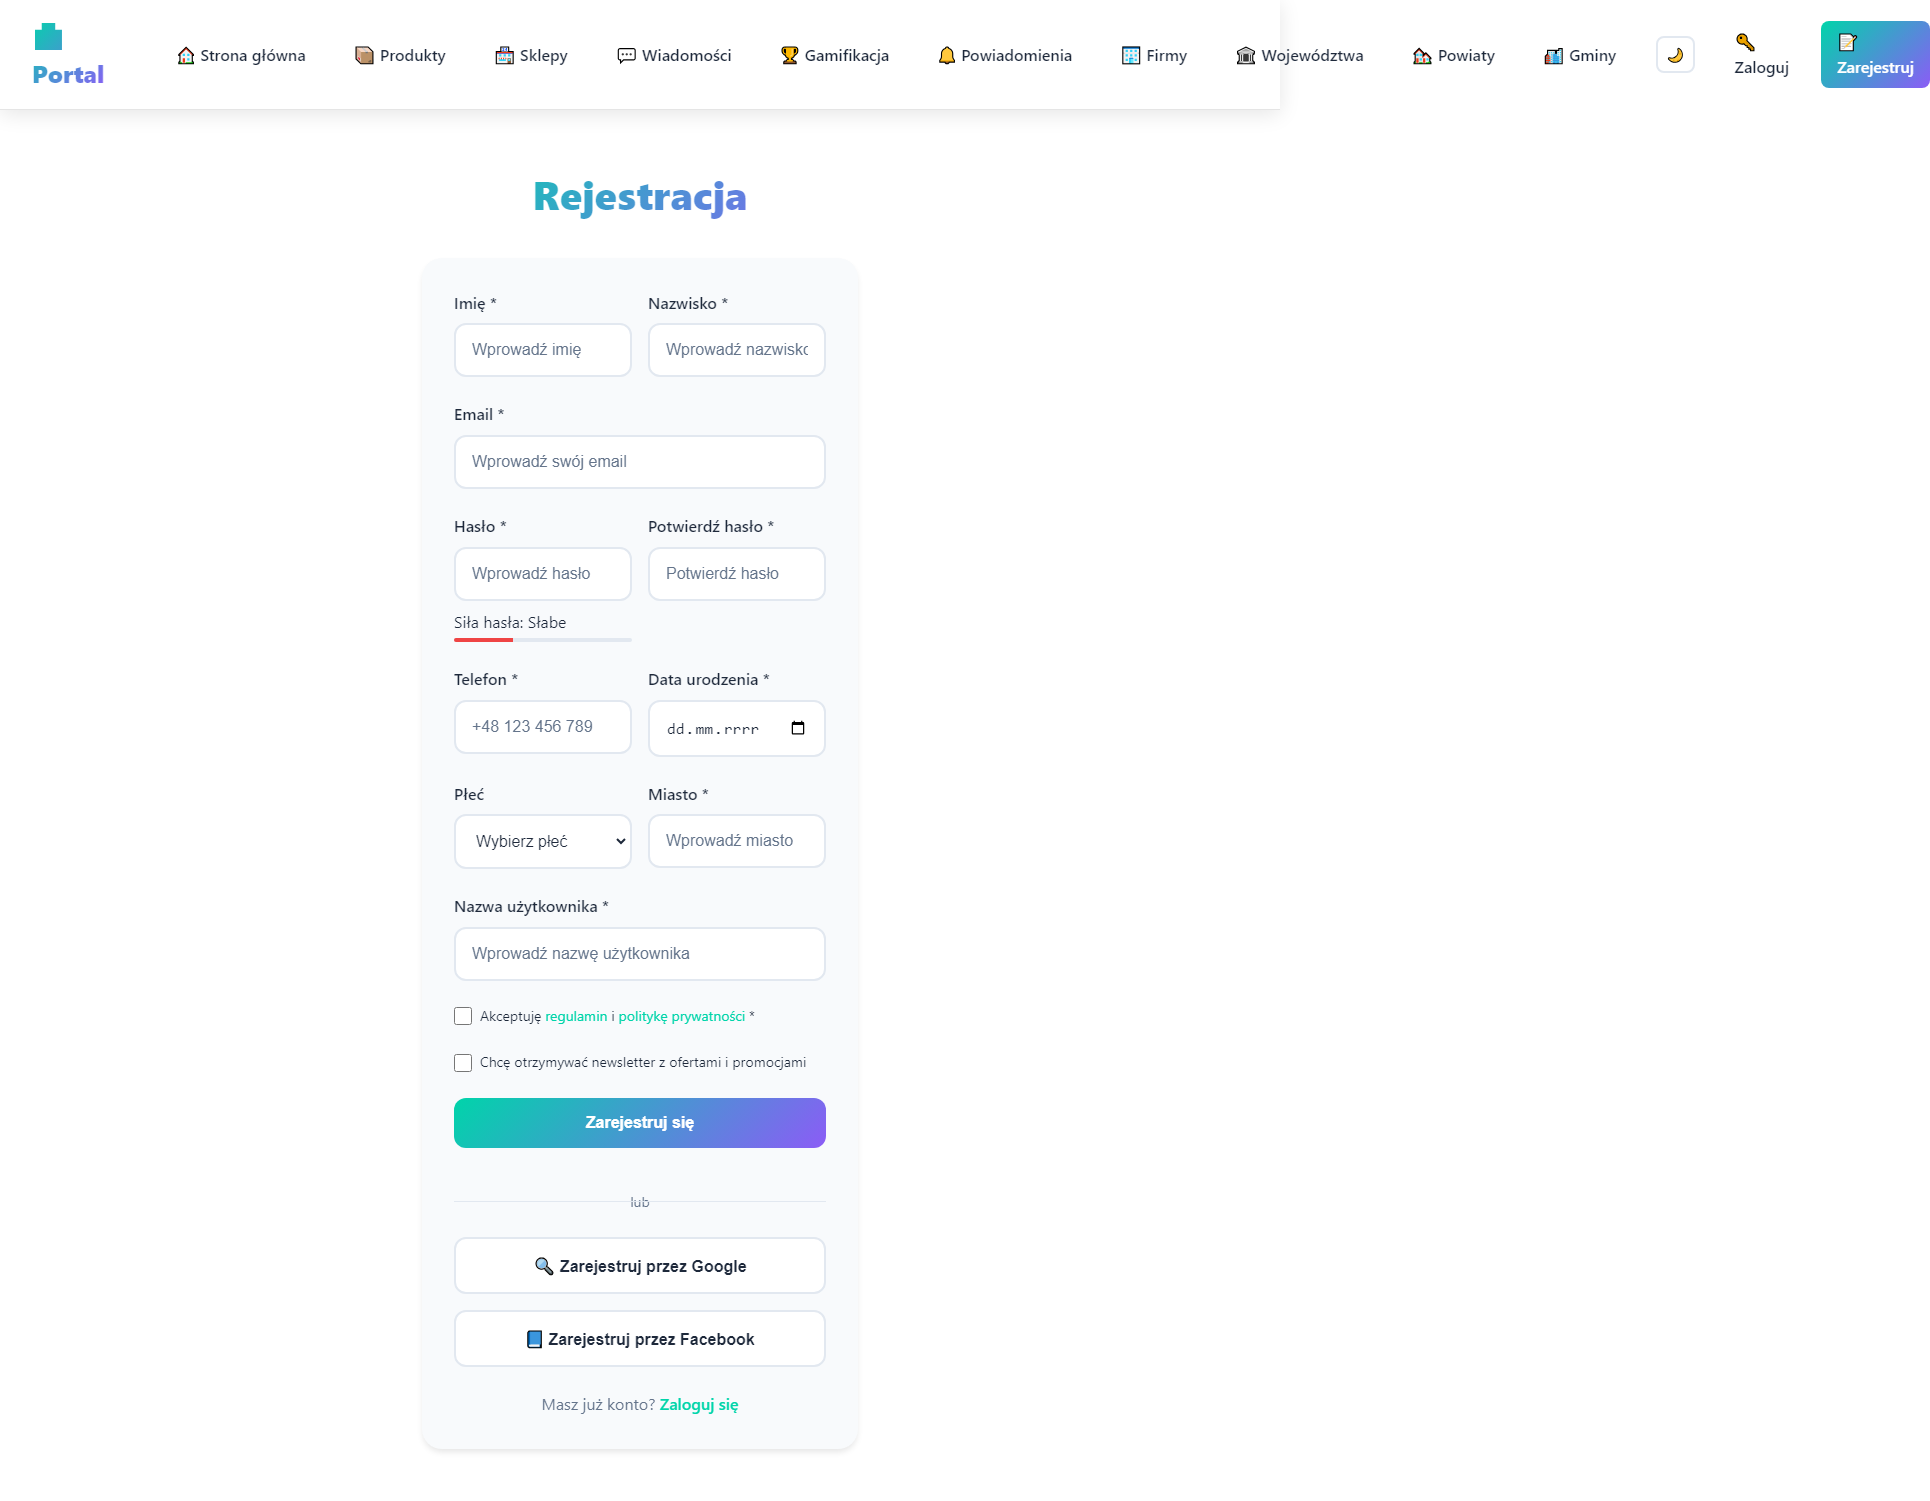 Portal
Strona główna
Produkty
Sklepy
Wiadomości
Gamifikacja
Powiadomienia
Firmy
Województwa
Powiaty
Gminy
Zaloguj
Zarejestruj
Rejestracja
Imię * Nazwisko *
Wprowadź imię Wprowadź nazwisko
Email *
Wprowadź swój email
Hasło * Potwierdź hasło *
Wprowadź hasło Potwierdź hasło
Siła hasła: Słabe
Telefon * Data urodzenia *
+48 123 456 789 dd.mm.rrrr
Płeć Miasto *
Wybierz płeć Wprowadź miasto
Nazwa użytkownika *
Wprowadź nazwę użytkownika
Akceptuję regulamin i politykę prywatności *
Chcę otrzymywać newsletter z ofertami i promocjami
Zarejestruj się
lub
Zarejestruj przez Google
Zarejestruj przez Facebook
Masz już konto? Zaloguj się